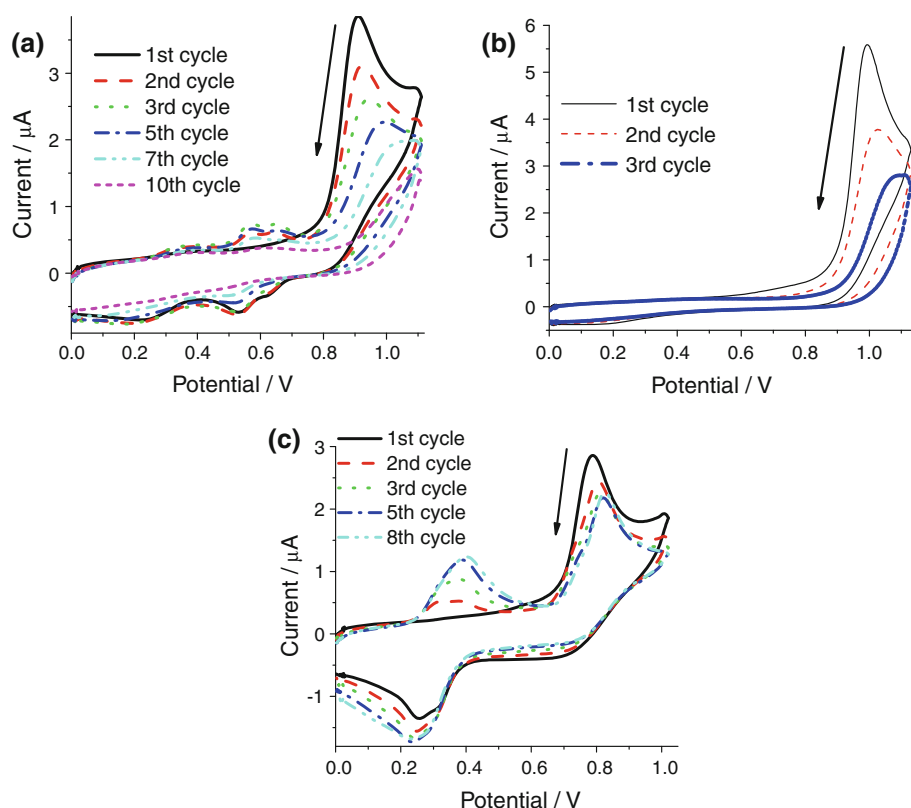 (a)
1st cycle
2nd cycle
3rd cycle
5th cycle
7th cycle
10th cycle
Current / μA
3
2
1
0
0.0 0.2 0.4 0.6 0.8 1.0
Potential / V
(b)
1st cycle
2nd cycle
3rd cycle
Current / μA
6
5
4
3
2
1
0
0.0 0.2 0.4 0.6 0.8 1.0
Potential / V
(c)
1st cycle
2nd cycle
3rd cycle
5th cycle
8th cycle
Current / μA
3
2
1
0
-1
0.0 0.2 0.4 0.6 0.8 1.0
Potential / V